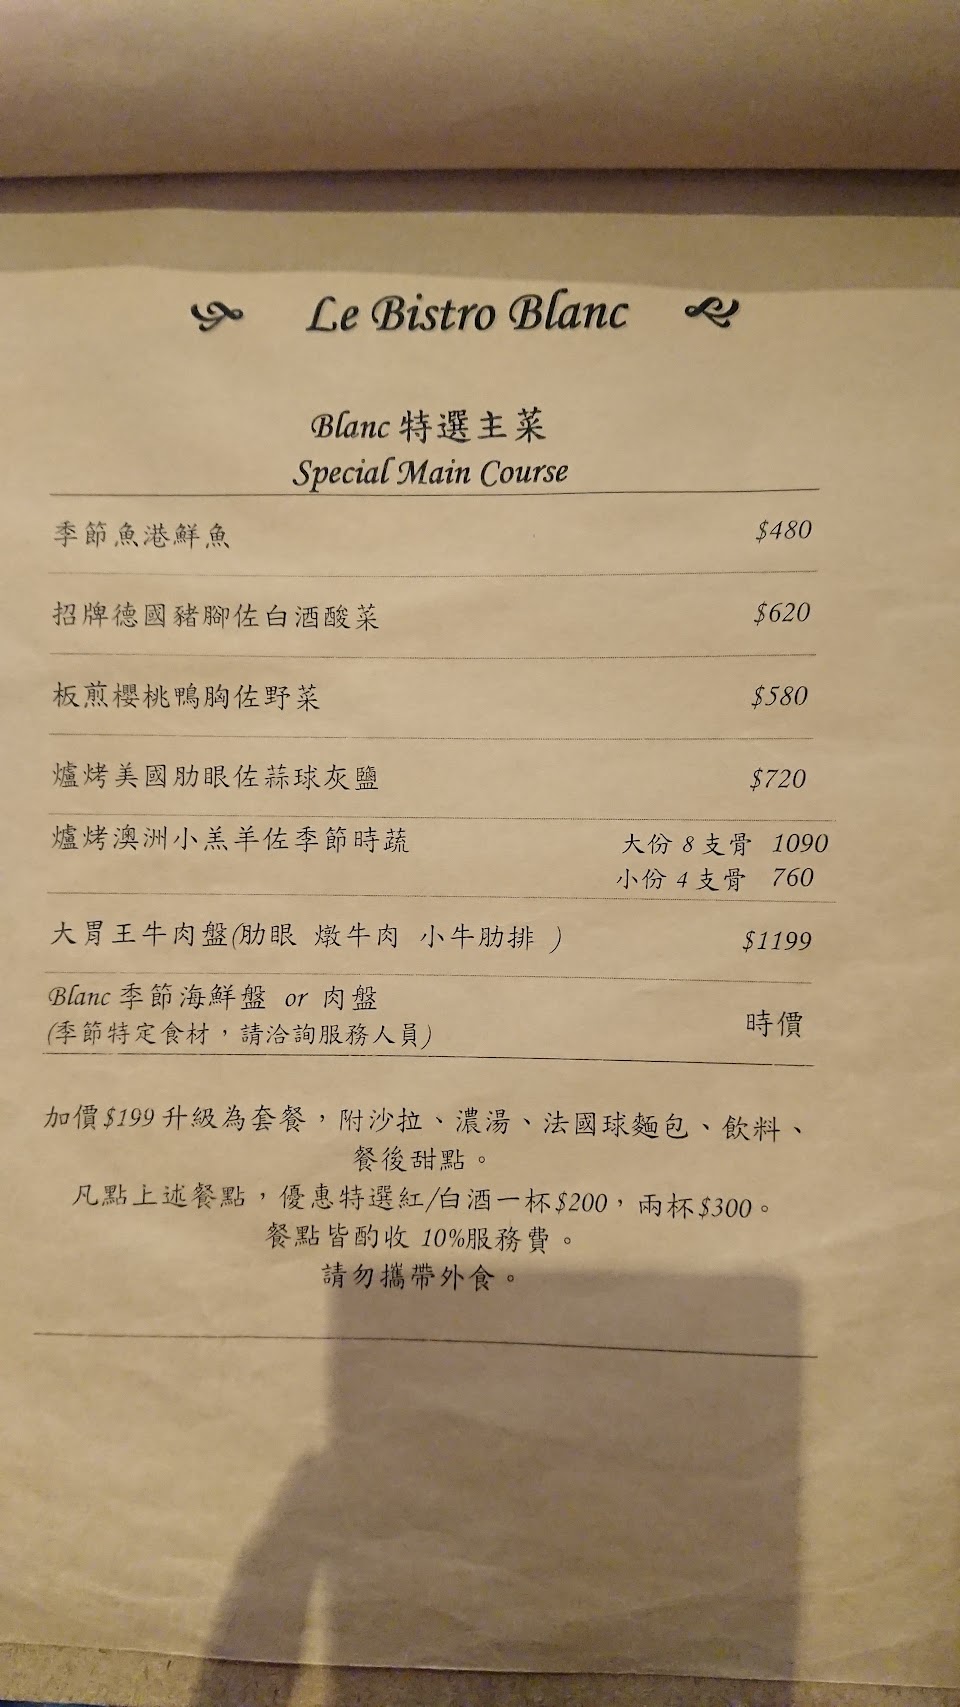 Le Bistro Blanc
Blanc 特選主菜
Special Main Course
季節魚港鮮魚 $480
招牌德國豬腳佐白酒酸菜 $620
板煎櫻桃鴨胸佐野菜 $580
爐烤美國肋眼佐蒜球灰鹽 $720
爐烤澳洲小羔羊佐季節時蔬 大份 8 支骨 1090
小份 4 支骨 760
大胃王牛肉盤(肋眼 燉牛肉 小牛肋排 ) $1199
Blanc 季節海鮮盤 or 肉盤
(季節特定食材，請洽詢服務人員) 時價
加價$199 升級為套餐，附沙拉、濃湯、法國球麵包、飲料、
餐後甜點。
凡點上述餐點，優惠特選紅/白酒一杯$200，兩杯$300。
餐點皆酌收 10%服務費。
請勿攜帶外食。